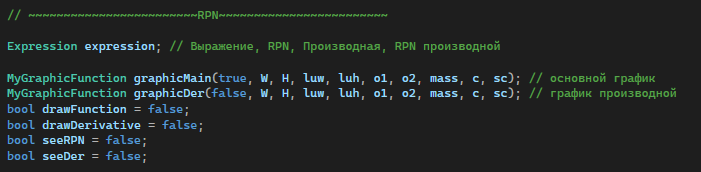 // ~~~~~~~~~~~~~~~~~~~~~~~~RPN~~~~~~~~~~~~~~~~~~~~~~~~
Expression expression; // Выражение, RPN, Производная, RPN производной
MyGraphicFunction graphicMain(true, W, H, luw, luh, o1, o2, mass, c, sc); // основной график
MyGraphicFunction graphicDer(false, W, H, luw, luh, o1, o2, mass, c, sc); // график производной
bool drawFunction = false;
bool drawDerivative = false;
bool seeRPN = false;
bool seeDer = false;